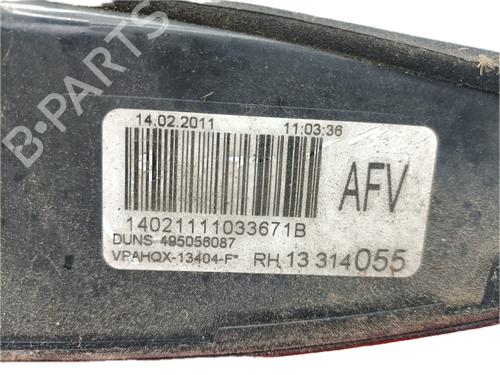 B-PARTS
14.02.2011 11:03:36
AFV
14021111033671B
DUNS 495056087
VPAHQX-13404-F* RH 13 314055